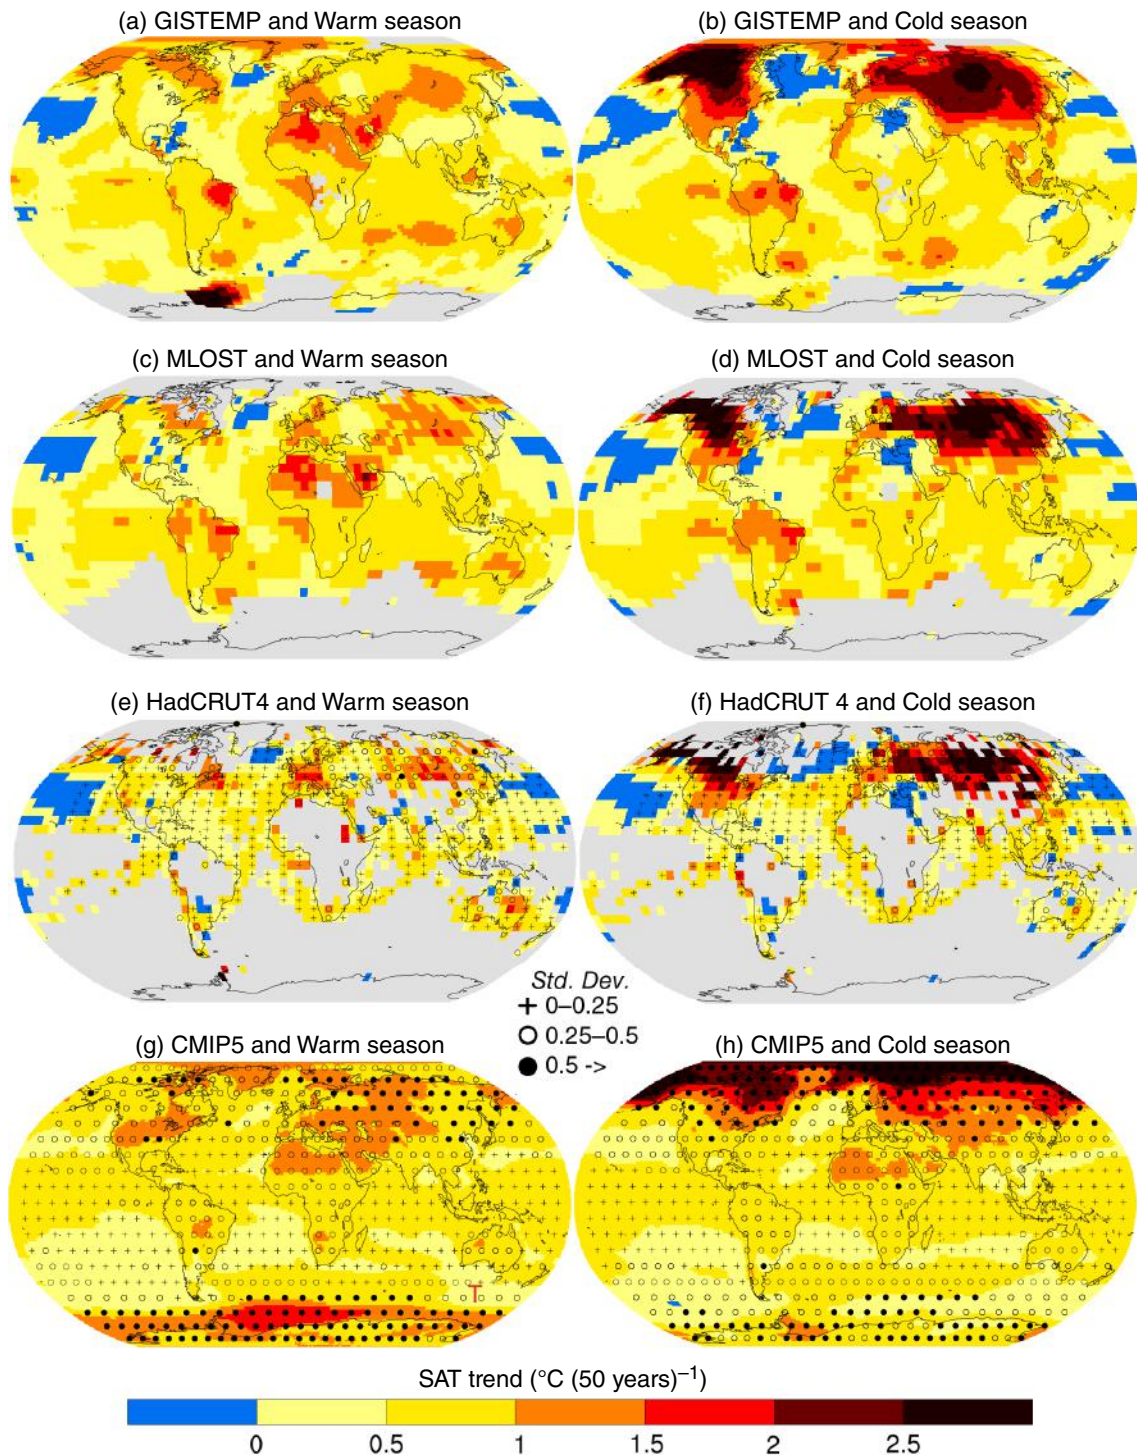 (a) GISTEMP and Warm season
(b) GISTEMP and Cold season
(c) MLOST and Warm season
(d) MLOST and Cold season
(e) HadCRUT4 and Warm season
(f) HadCRUT 4 and Cold season
Std. Dev.
+ 0–0.25
○ 0.25–0.5
● 0.5 ->
(g) CMIP5 and Warm season
(h) CMIP5 and Cold season
T
SAT trend (°C (50 years)⁻¹)
0 0.5 1 1.5 2 2.5